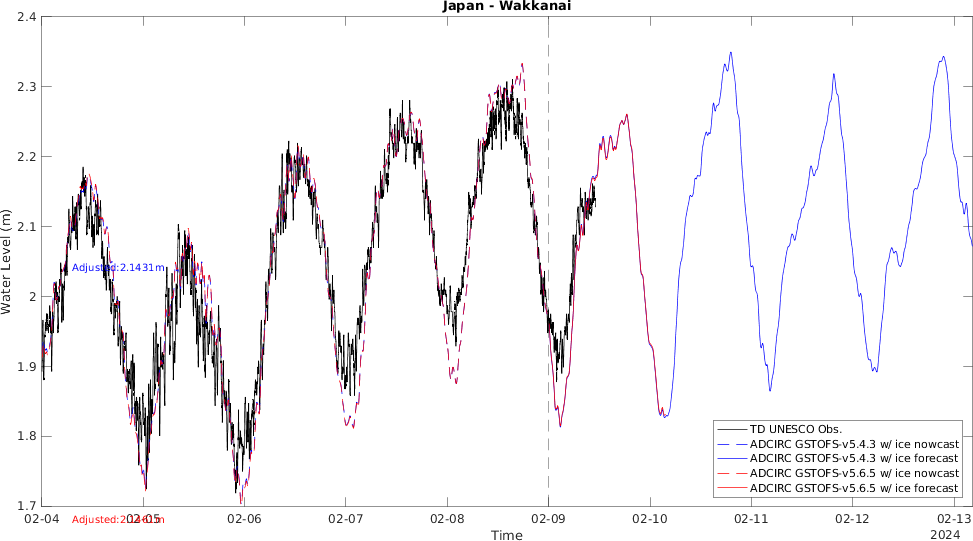 Japan - Wakkanai
2.4
2.3
2.2
2.1
2
1.9
1.8
1.7
Water Level (m)
Adjusted:2.1431m
TD UNESCO Obs.
ADCIRC GSTOFS-v5.4.3 w/ ice nowcast
ADCIRC GSTOFS-v5.4.3 w/ ice forecast
ADCIRC GSTOFS-v5.6.5 w/ ice nowcast
ADCIRC GSTOFS-v5.6.5 w/ ice forecast
02-04 02-05 02-06 02-07 02-08 02-09 02-10 02-11 02-12 02-13
Time
2024